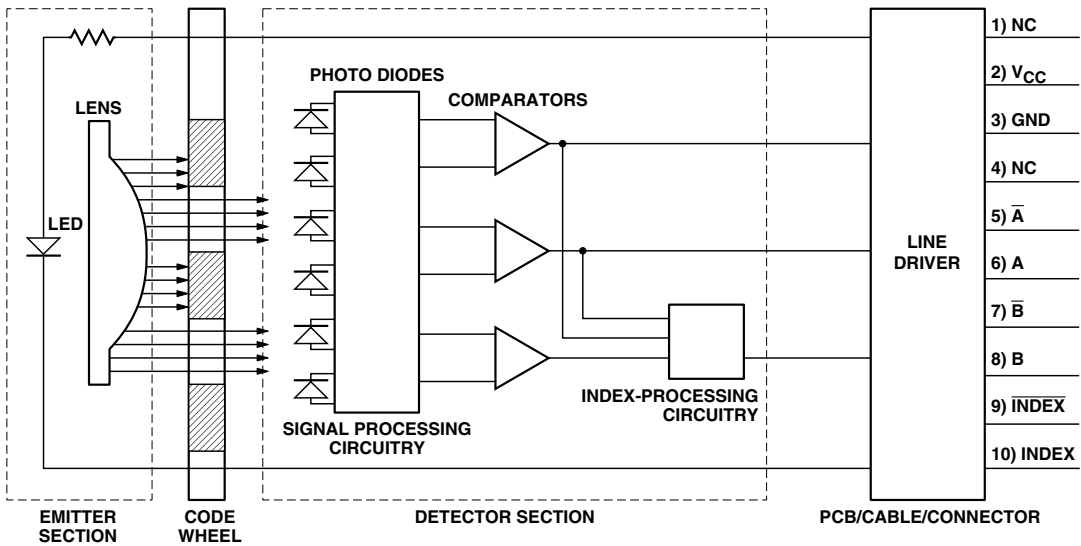 1) NC
2) VCC
3) GND
4) NC
5) A̅
6) A
7) B̅
8) B
9) I̅N̅D̅E̅X̅
10) INDEX
PHOTO DIODES
COMPARATORS
LENS
LED
LINE
DRIVER
INDEX-PROCESSING
CIRCUITRY
SIGNAL PROCESSING
CIRCUITRY
EMITTER
SECTION
CODE
WHEEL
DETECTOR SECTION
PCB/CABLE/CONNECTOR